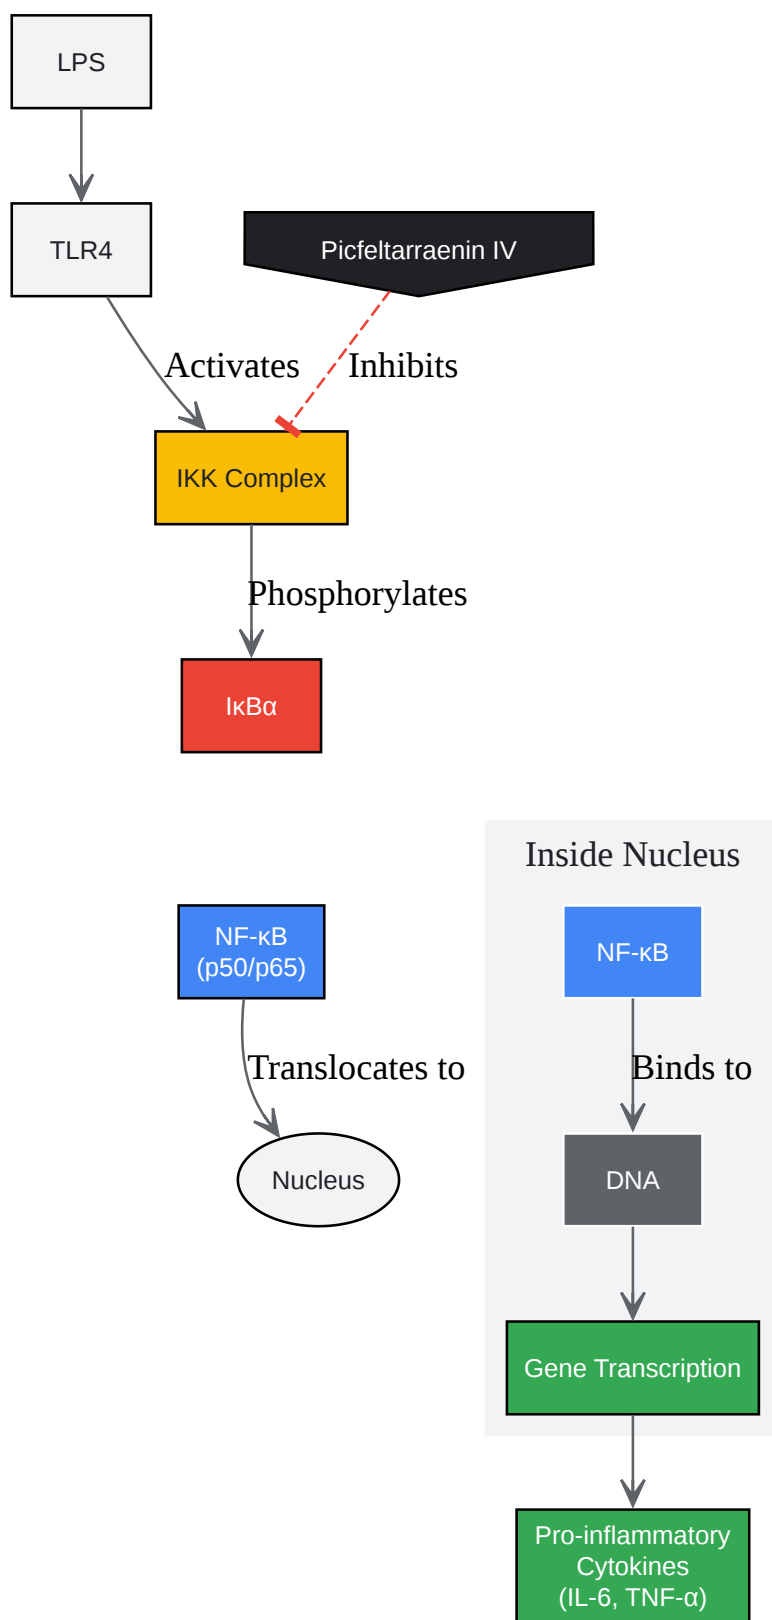 LPS
TLR4
Picfeltarraenin IV
Activates
Inhibits
IKK Complex
Phosphorylates
IκBα
Inside Nucleus
NF-κB
(p50/p65)
NF-κB
Translocates to
Binds to
Nucleus
DNA
Gene Transcription
Pro-inflammatory
Cytokines
(IL-6, TNF-α)